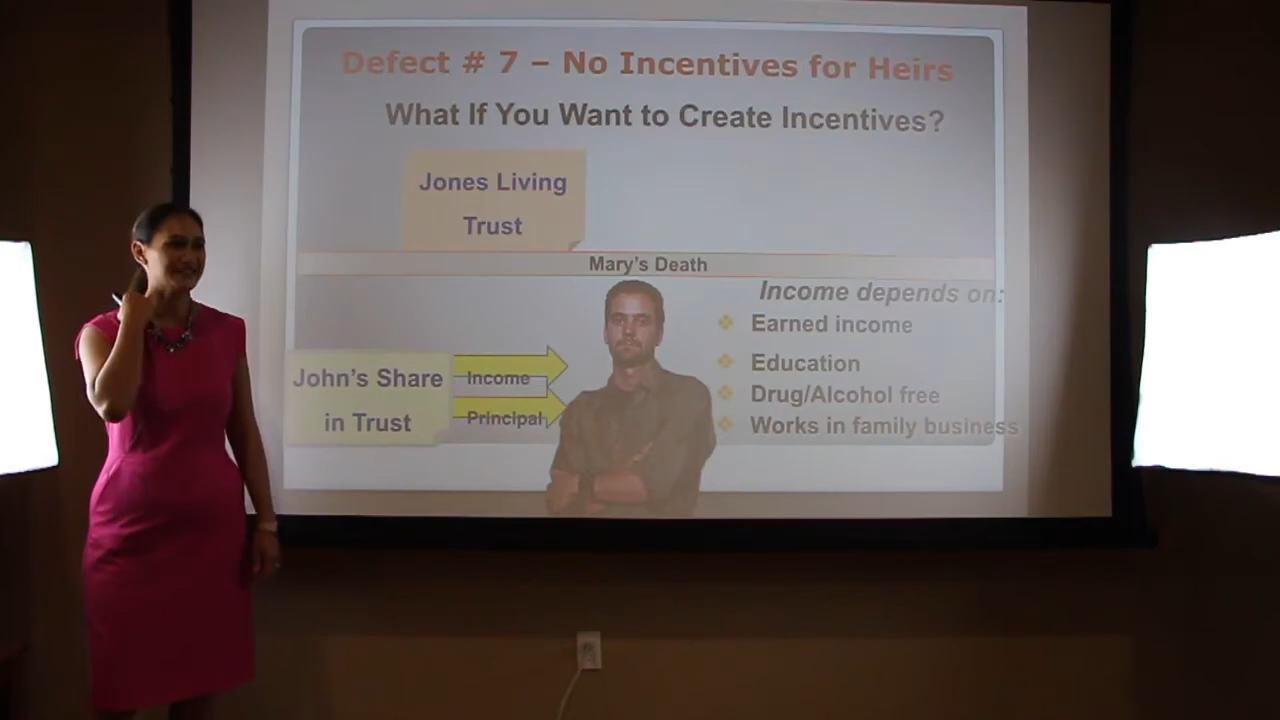 Defect # 7 – No Incentives for Heirs
What If You Want to Create Incentives?
Jones Living
Trust
Mary's Death
John's Share
in Trust
Income
Principal
Income depends on:
Earned income
Education
Drug/Alcohol free
Works in family business